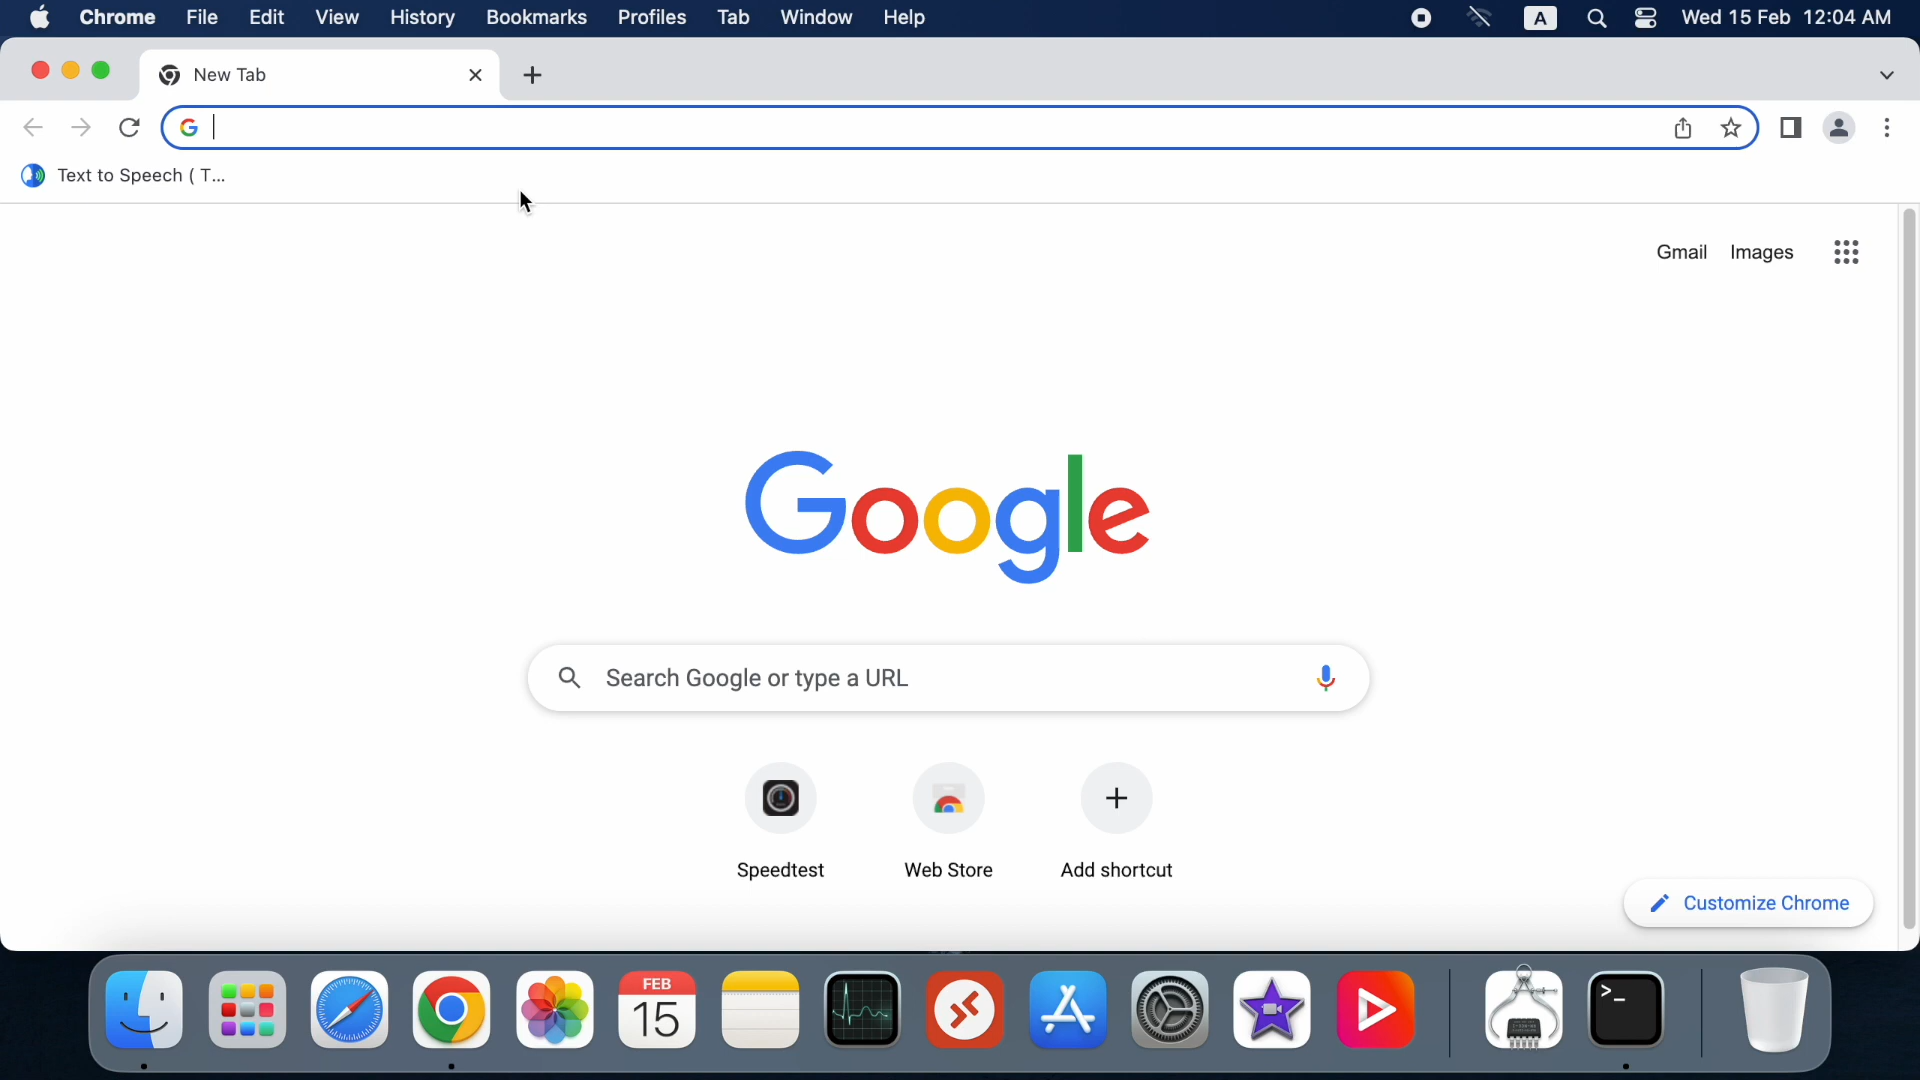 Chrome File Edit View History Bookmarks Profiles Tab Window Help A Wed 15 Feb 12:04 AM
New Tab
G
Text to Speech ( T...
Gmail Images
Google
Search Google or type a URL
Speedtest Web Store Add shortcut
Customize Chrome
FEB
15
>_